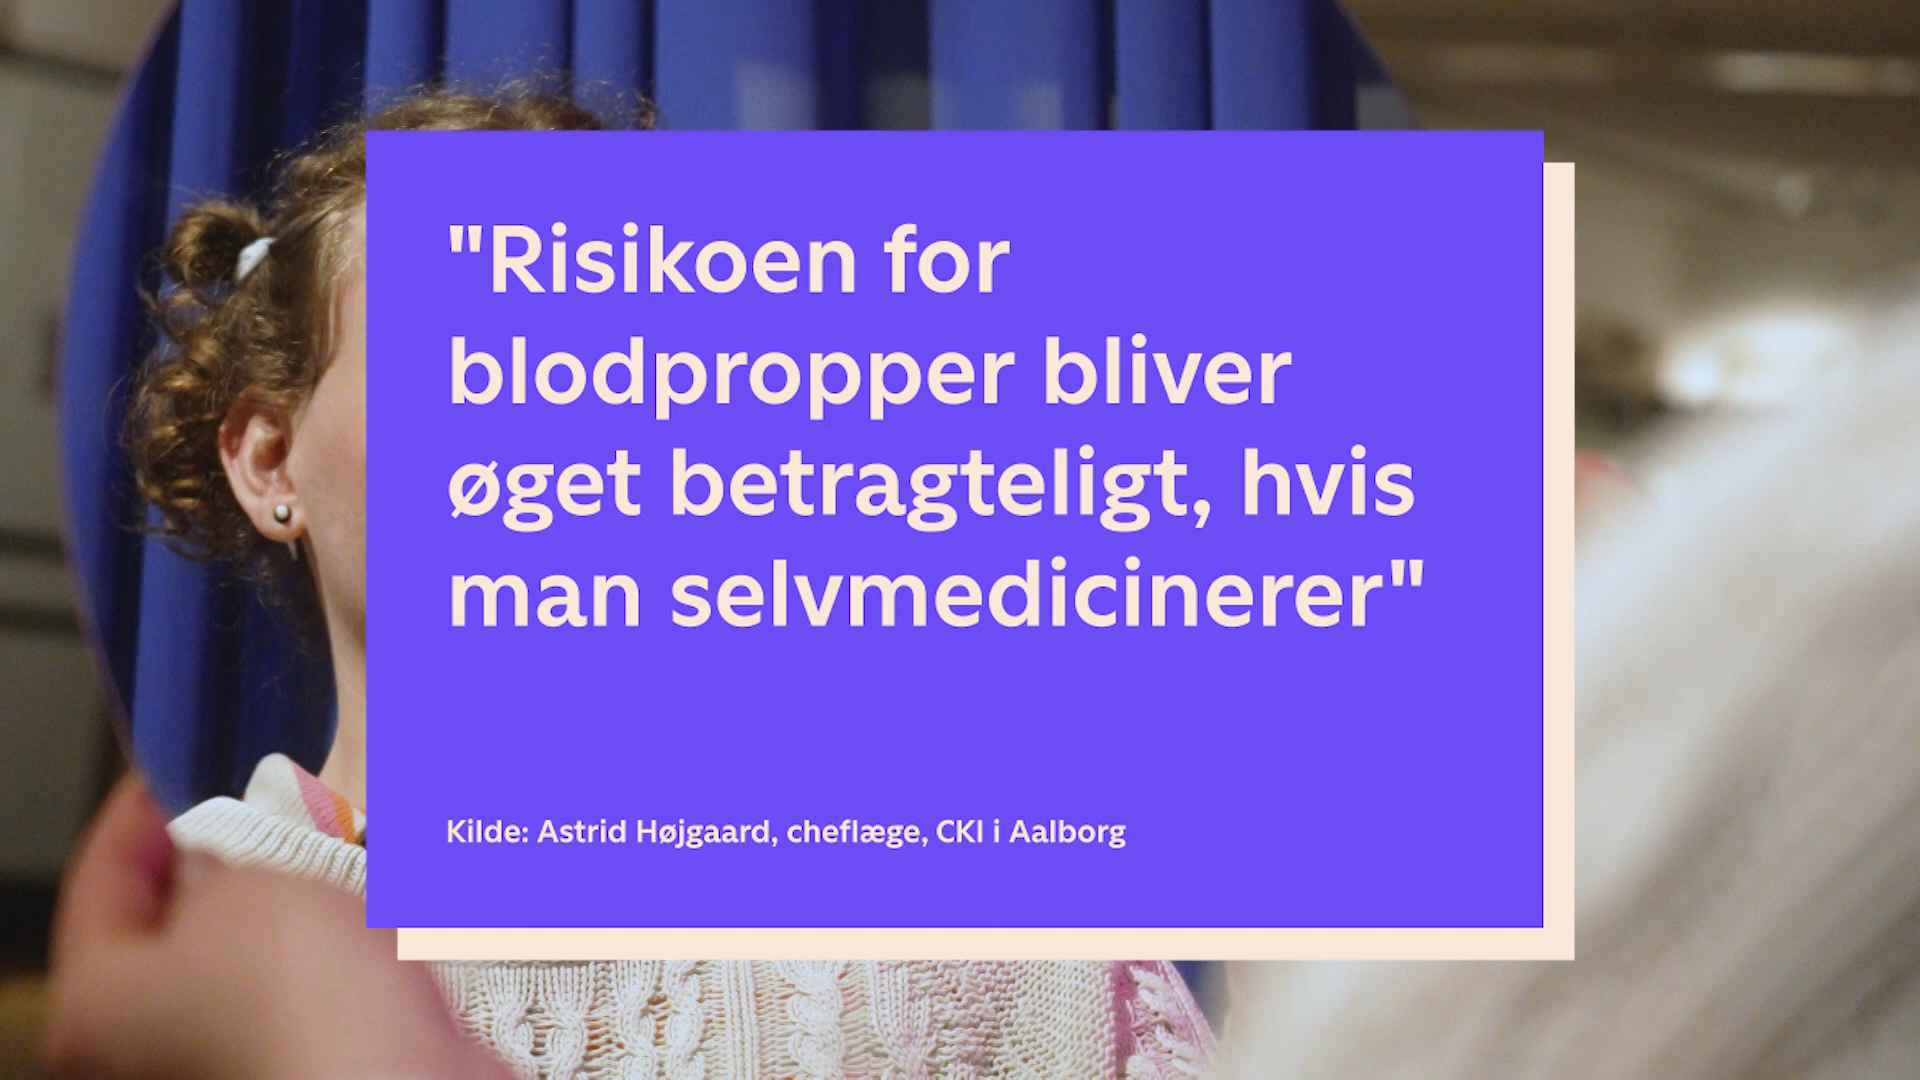 "Risikoen for
blodpropper bliver
øget betragteligt, hvis
man selvmedicinerer"
Kilde: Astrid Højgaard, cheflæge, CKI i Aalborg